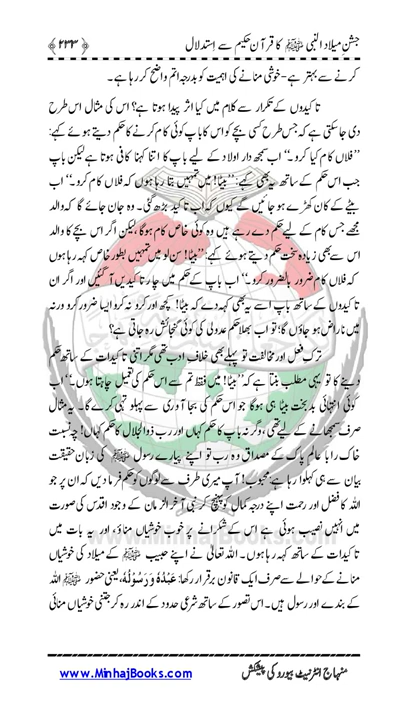 جشنِ میلاد النبی ﷺ کا قرآن حکیم سے اِستدلال ﴿۲۳۳﴾
کرنے سے بہتر ہے - خوشی منانے کی اہمیت کو بدرجہ اتم واضح کر رہا ہے۔
تاکیدوں کے تکرار سے کلام میں کیا اثر پیدا ہوتا ہے؟ اس کی مثال اس طرح
دی جا سکتی ہے کہ جس طرح کسی بچے کو اس کا باپ کوئی کام کرنے کا حکم دیتے ہوئے کہے:
’’فلاں کام کیا کرو۔‘‘ اب سمجھ دار اولاد کے لیے باپ کا اتنا کہنا کافی ہوتا ہے لیکن باپ
جب اس حکم کے ساتھ یہ بھی کہے: ’’بیٹا! میں تمہیں بتا رہا ہوں کہ فلاں کام کرو۔‘‘ اب
بیٹے کے کان کھڑے ہو جائیں گے کیوں کہ اب تاکید بڑھ گئی۔ وہ جان جائے گا کہ والد
مجھے جس کام کے لیے حکم دے رہے ہیں وہ کوئی خاص کام ہوگا، لیکن اگر اس بچے کا والد
اس سے بھی زیادہ سخت حکم دیتے ہوئے کہے: ’’بیٹا! سن لو میں تمہیں بطور خاص کہہ رہا ہوں
کہ فلاں کام ضرور بالضرور کرو۔‘‘ اب باپ کے حکم میں چار تاکیدیں آ گئیں اور اگر ان
تاکیدوں کے ساتھ باپ اسے یہ بھی کہہ دے کہ بیٹا! کچھ اور کرو نہ کرو ایسا ضرور کرو ورنہ
میں ناراض ہو جاؤں گا؛ تو اب بھلا حکم عدولی کی کوئی گنجائش رہ جاتی ہے؟
ترکِ فعل اور مخالفت تو پہلے بھی خلافِ ادب تھی مگر اتنی تاکیدات کے ساتھ حکم
دینے کا تو یہی مطلب بنتا ہے کہ ’’بیٹا! میں فقط تم سے اس حکم کی تعمیل چاہتا ہوں۔‘‘ اب
کوئی انتہائی بدبخت بیٹا ہی ہوگا جو اس حکم کی بجا آوری سے پہلو تہی کرے گا۔ یہ مثال
صرف سمجھانے کے لیے تھی، وگرنہ باپ کا حکم کہاں اور رب ذوالجلال کا حکم کہاں! چہ نسبت
خاک را با عالم پاک کے مصداق وہ رب تو اپنے پیارے رسول ﷺ کی زبانِ حقیقت
بیان سے ہی کہلوا رہا ہے: محبوب! آپ میری طرف سے لوگوں کو حکم فرما دیں کہ ان پر جو
اللہ کا فضل اور رحمت اپنے درجہ کمال کو پہنچ کر نبی آخر الزمان کے وجودِ اقدس کی صورت
میں انہیں نصیب ہوئی ہے اس کے شکرانے پر خوب خوشیاں مناؤ، اور یہ بات میں
تاکیدات کے ساتھ کہہ رہا ہوں۔ اللہ تعالیٰ نے اپنے حبیب ﷺ کے میلاد کی خوشیاں
منانے کے حوالے سے صرف ایک قانون برقرار رکھا: عَبْدُهٗ وَ رَسُوْلُهٗ، یعنی حضور ﷺ اللہ
کے بندے اور رسول ہیں۔ اس تصور کے ساتھ شرعی حدود کے اندر رہ کر جتنی خوشیاں منائی
www.MinhajBooks.com
منہاج انٹرنیٹ بیورو کی پیشکش
www.MinhajBooks.com